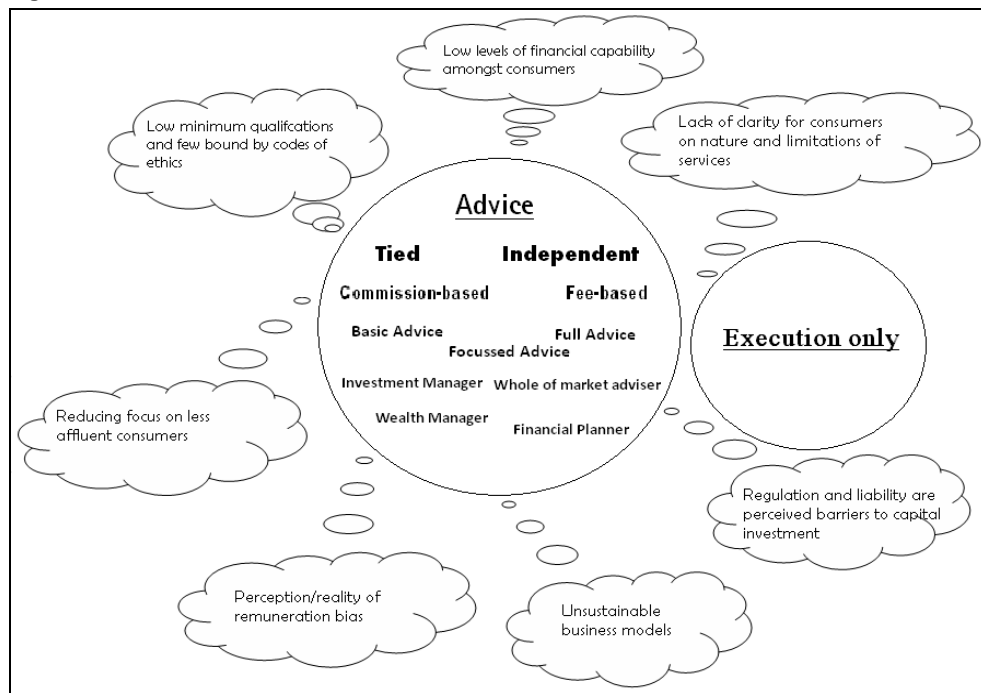 Low levels of financial capability
amongst consumers
Low minimum qualifcations
and few bound by codes of
ethics
Lack of clarity for consumers
on nature and limitations of
services
Advice
Tied Independent
Commission-based Fee-based
Basic Advice Full Advice
Focussed Advice
Investment Manager Whole of market adviser
Wealth Manager
Financial Planner
Execution only
Reducing focus on less
affluent consumers
Regulation and liability are
perceived barriers to capital
investment
Perception/reality of
remuneration bias
Unsustainable
business models